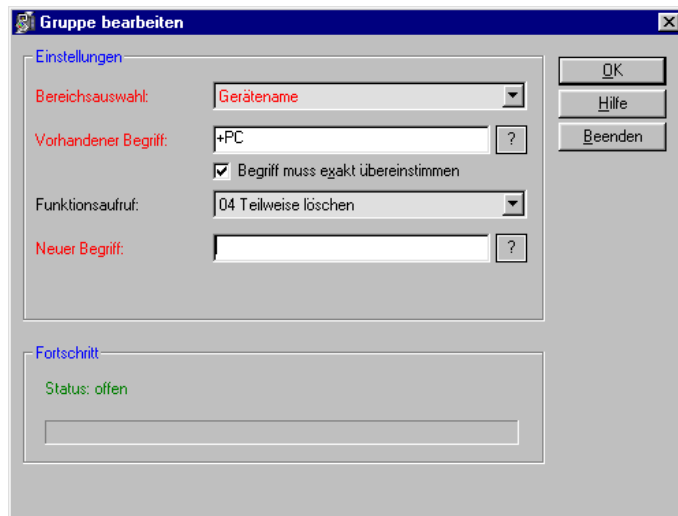 Gruppe bearbeiten
Einstellungen
Bereichsauswahl: Gerätename
Vorhandener Begriff: +PC ?
Begriff muss exakt übereinstimmen
Funktionsaufruf: 04 Teilweise löschen
Neuer Begriff: ?
OK
Hilfe
Beenden
Fortschritt
Status: offen